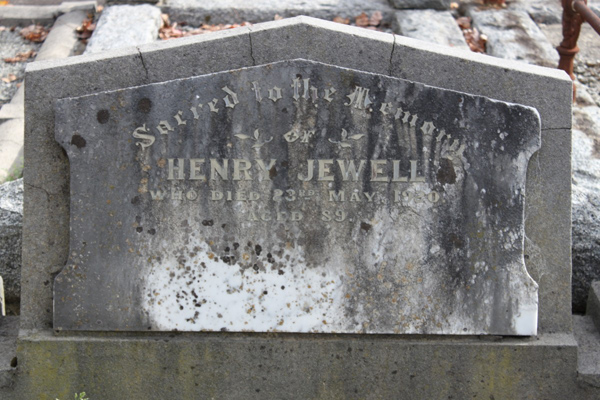 Sacred to the Memory
OF
HENRY JEWELL
WHO DIED 23RD MAY,
AGED 89.